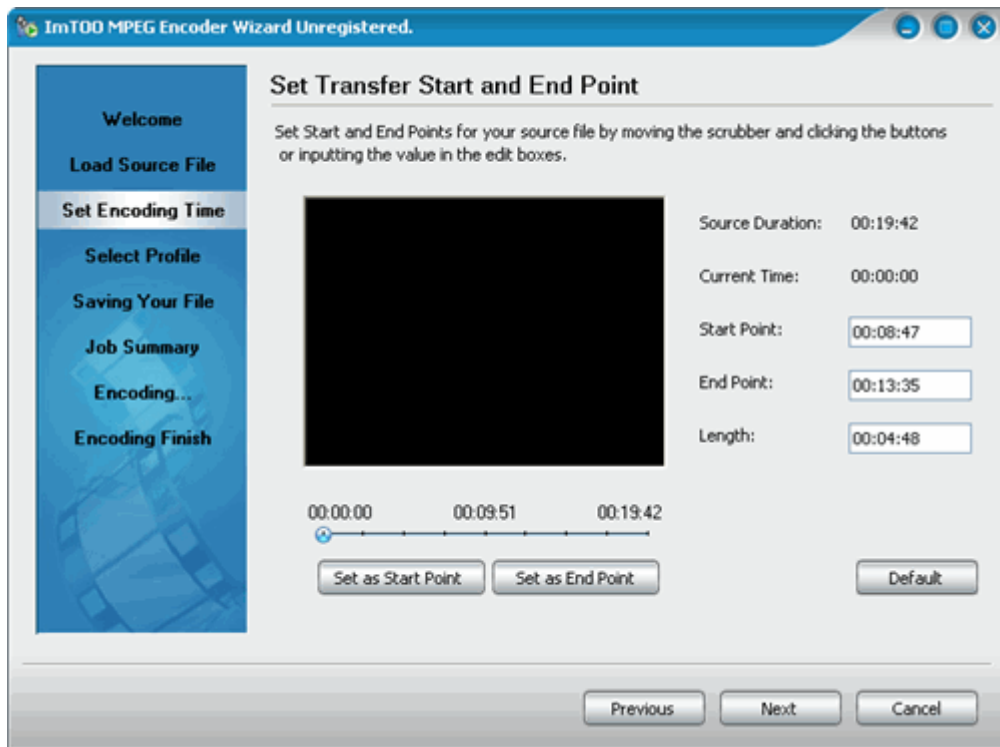 ImTOO MPEG Encoder Wizard Unregistered.
Welcome
Load Source File
Set Encoding Time
Select Profile
Saving Your File
Job Summary
Encoding...
Encoding Finish
Set Transfer Start and End Point
Set Start and End Points for your source file by moving the scrubber and clicking the buttons
or inputting the value in the edit boxes.
Source Duration: 00:19:42
Current Time: 00:00:00
Start Point: 00:08:47
End Point: 00:13:35
Length: 00:04:48
00:00:00 00:09:51 00:19:42
Set as Start Point Set as End Point Default
Previous Next Cancel